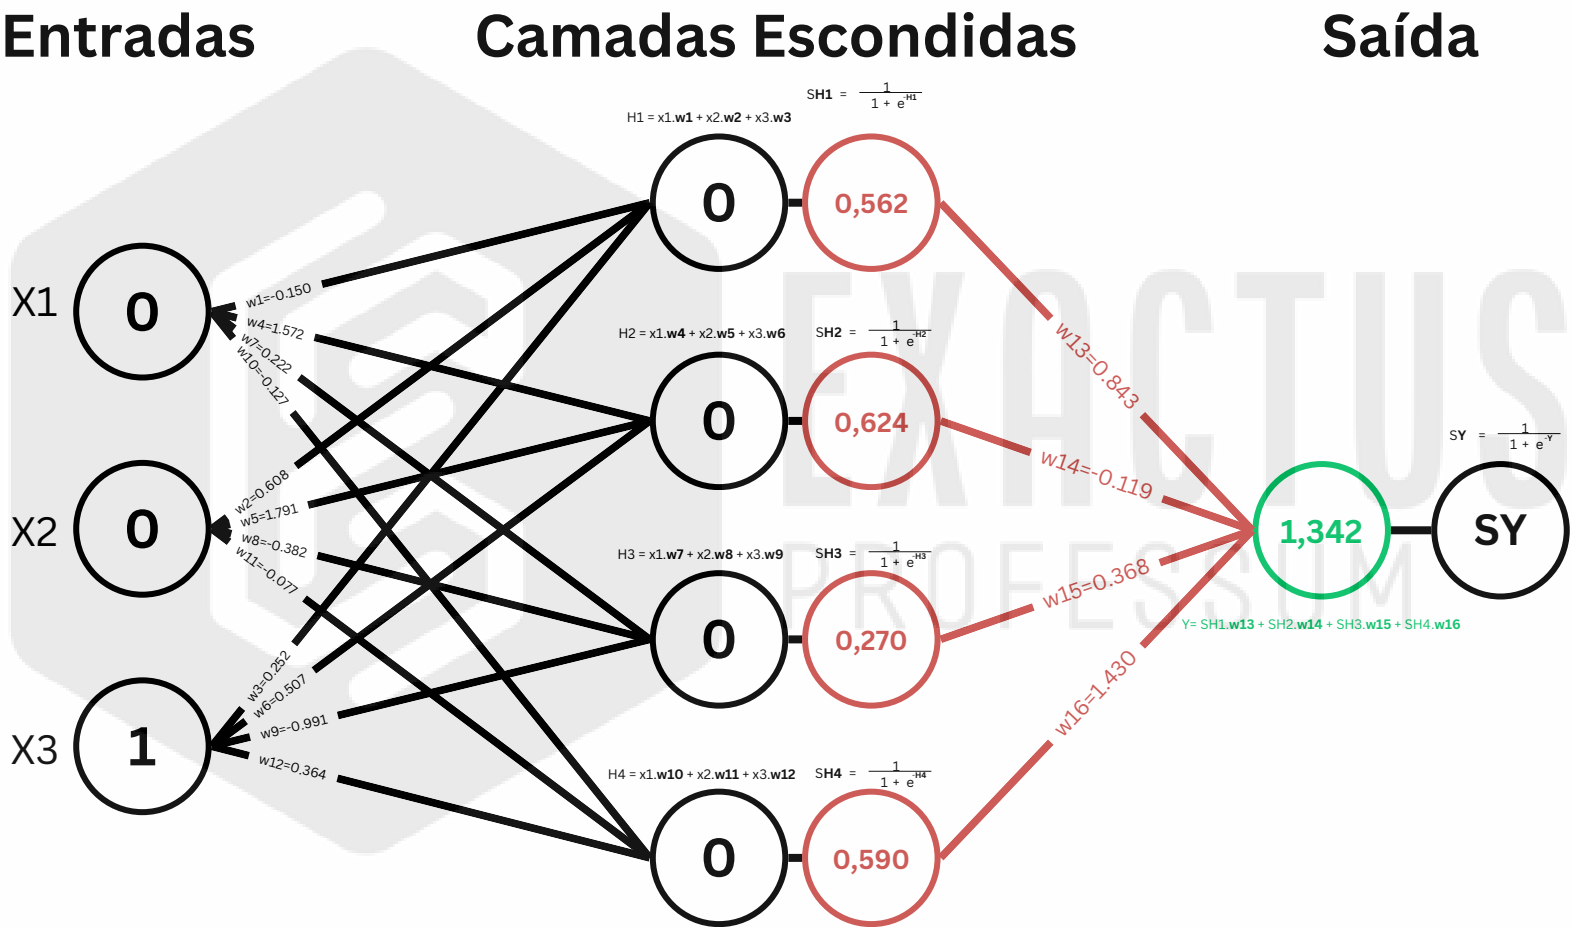 Entradas
Camadas Escondidas
Saída
SH1 = 1
1 + e-H1
H1 = x1.w1 + x2.w2 + x3.w3
0
0,562
X1
0
w1=-0.150
w4=1.572
w7=0.222
w10=-0.127
H2 = x1.w4 + x2.w5 + x3.w6
SH2 = 1
1 + e-H2
0
0,624
w13=0.843
w14=-0.119
w15=0.368
w16=1.430
X2
0
w2=0.608
w5=1.791
w8=-0.382
w11=-0.077
H3 = x1.w7 + x2.w8 + x3.w9
SH3 = 1
1 + e-H3
0
0,270
SY = 1
1 + e-Y
1,342
SY
Y= SH1.w13 + SH2.w14 + SH3.w15 + SH4.w16
X3
1
w3=0.252
w6=0.507
w9=-0.991
w12=0.364
H4 = x1.w10 + x2.w11 + x3.w12
SH4 = 1
1 + e-H4
0
0,590
EXACTUS
PROFESSUM